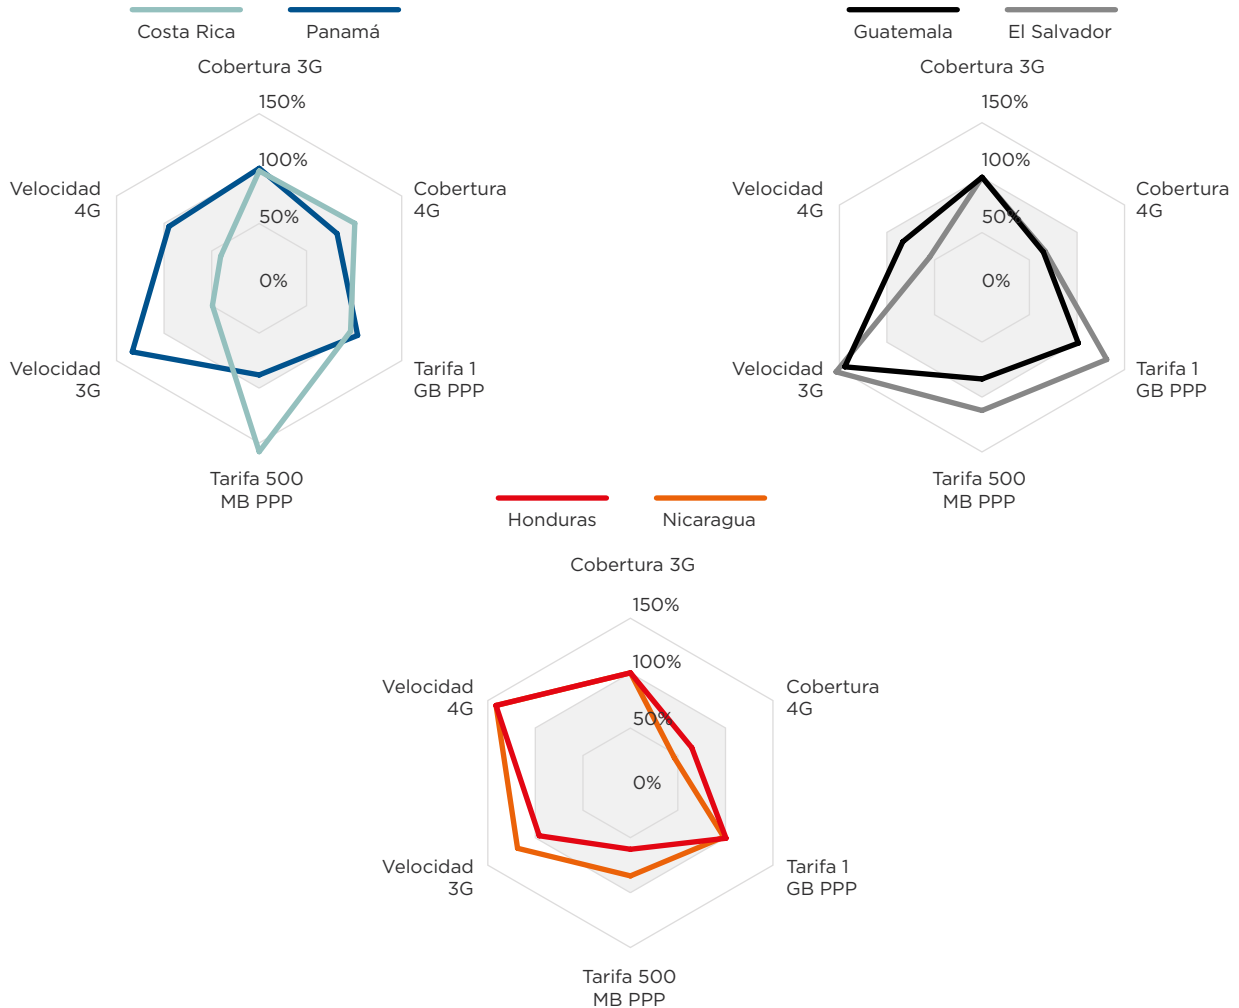 Costa Rica
Panamá
Cobertura 3G
150%
100%
50%
0%
Velocidad
4G
Cobertura
4G
Velocidad
3G
Tarifa 1
GB PPP
Tarifa 500
MB PPP
Guatemala
El Salvador
Cobertura 3G
150%
100%
50%
0%
Velocidad
4G
Cobertura
4G
Velocidad
3G
Tarifa 1
GB PPP
Tarifa 500
MB PPP
Honduras
Nicaragua
Cobertura 3G
150%
100%
50%
0%
Velocidad
4G
Cobertura
4G
Velocidad
3G
Tarifa 1
GB PPP
Tarifa 500
MB PPP